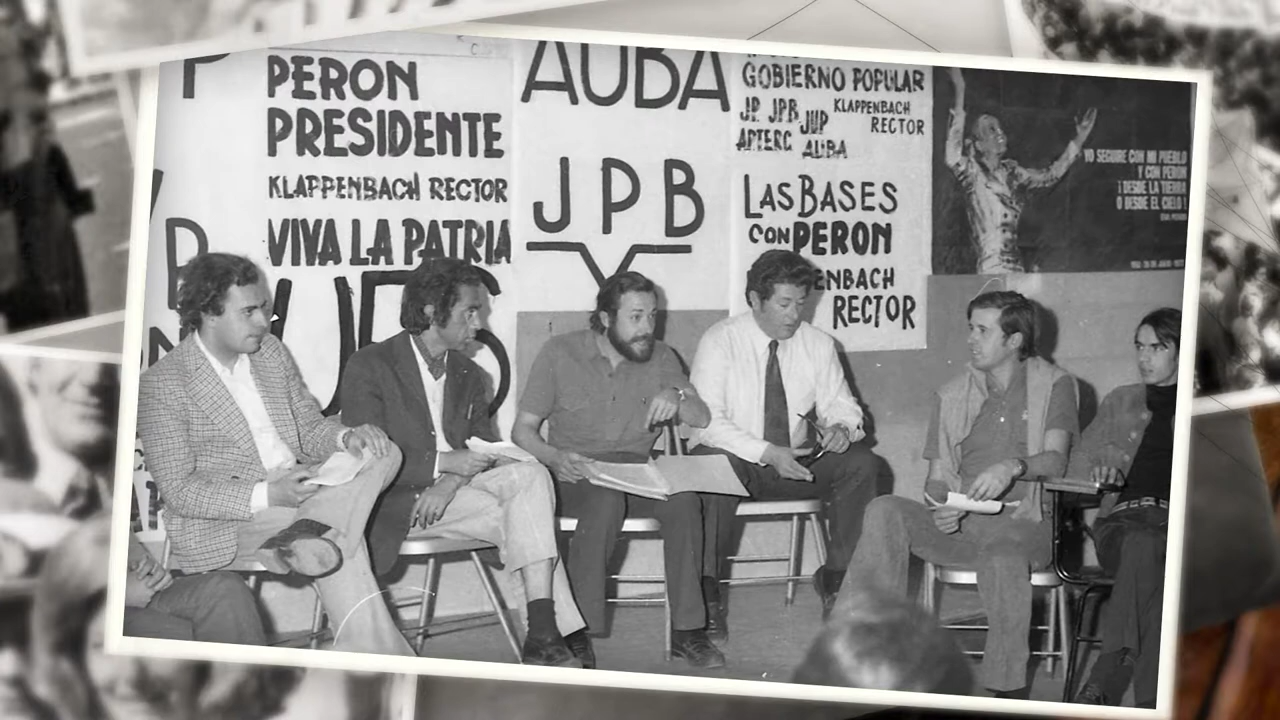 P
PERON
PRESIDENTE
KLAPPENBACH RECTOR
VIVA LA PATRIA
AUBA
JPB
GOBIERNO POPULAR
JP JPB JUP
APTERC AUBA
KLAPPENBACH
RECTOR
LAS BASES
CON PERON
ENBACH
RECTOR
YO SEGUIRE CON MI PUEBLO
Y CON PERON
¡ DESDE LA TIERRA
O DESDE EL CIELO !